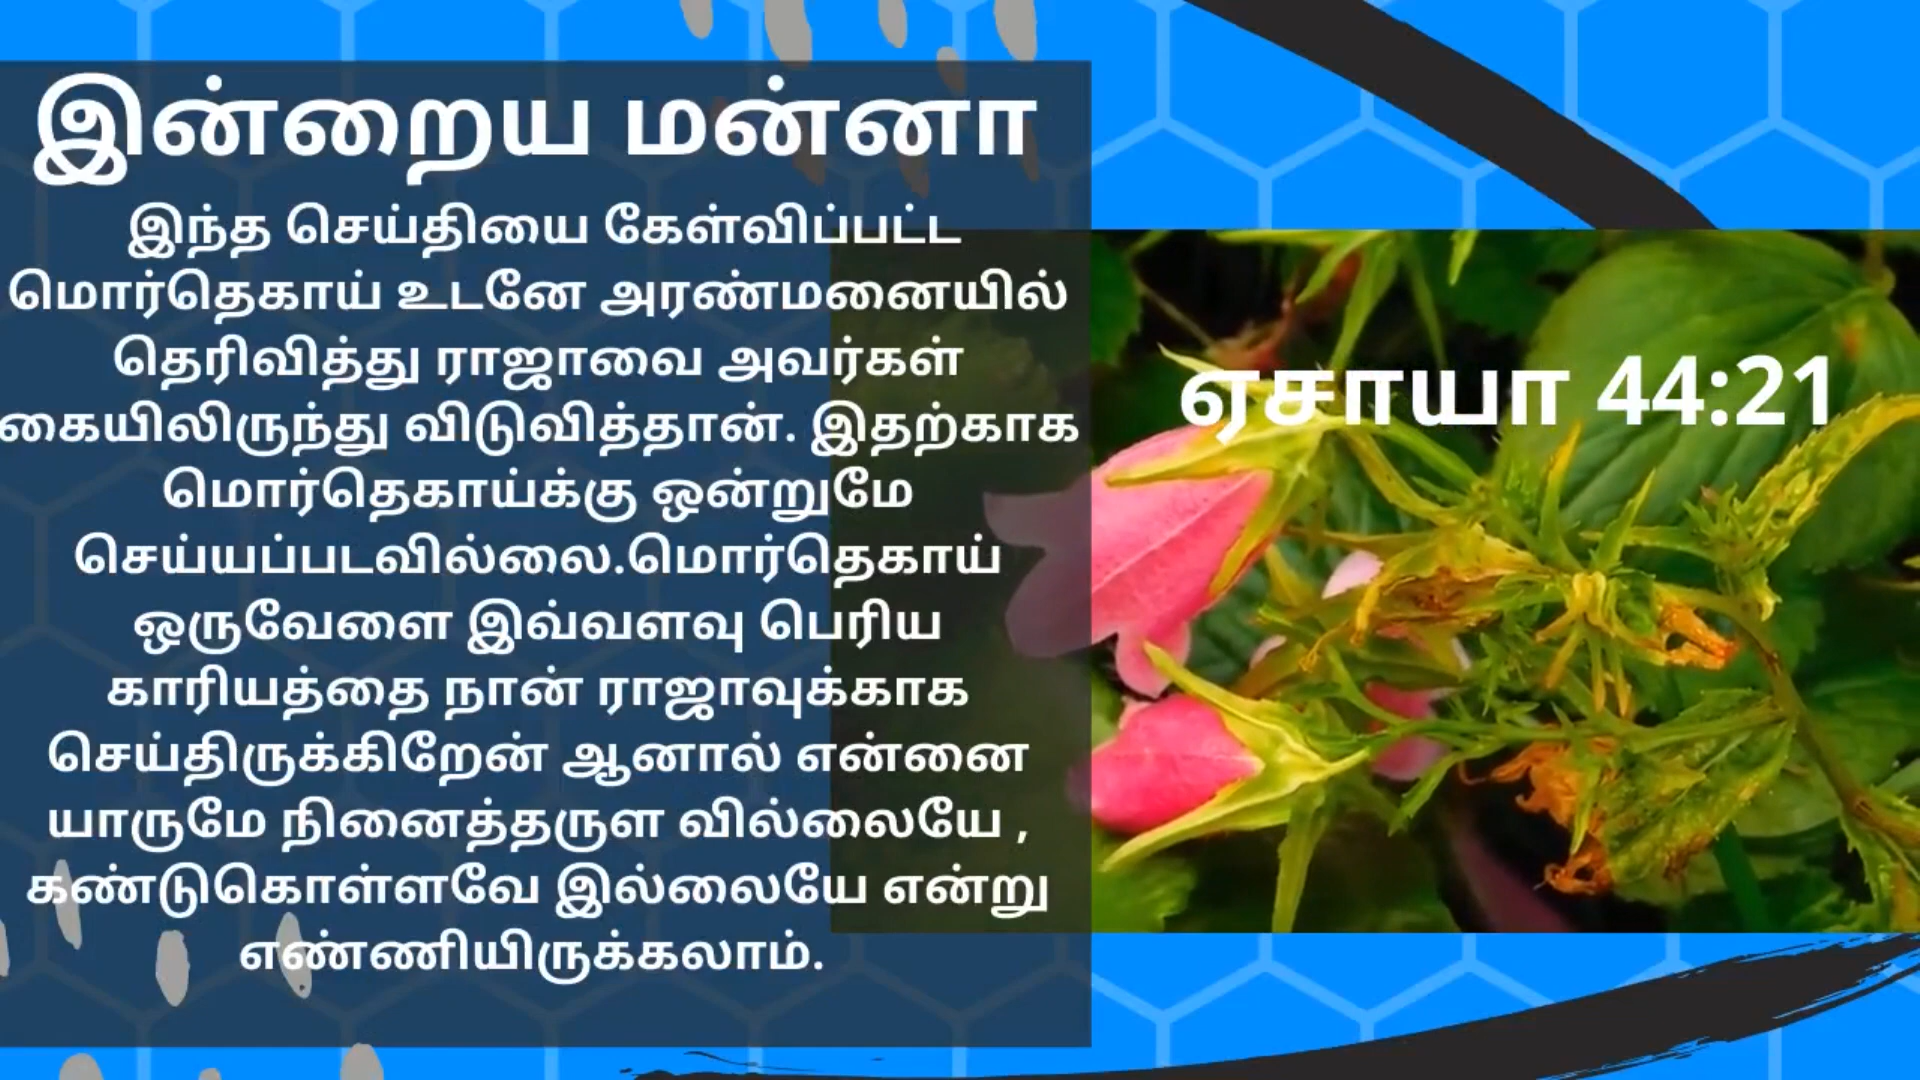 இன்றைய மன்னா
இந்த செய்தியை கேள்விப்பட்ட
மொர்தெகாய் உடனே அரண்மனையில்
தெரிவித்து ராஜாவை அவர்கள்
கையிலிருந்து விடுவித்தான். இதற்காக
மொர்தெகாய்க்கு ஒன்றுமே
செய்யப்படவில்லை.மொர்தெகாய்
ஒருவேளை இவ்வளவு பெரிய
காரியத்தை நான் ராஜாவுக்காக
செய்திருக்கிறேன் ஆனால் என்னை
யாருமே நினைத்தருள வில்லையே ,
கண்டுகொள்ளவே இல்லையே என்று
எண்ணியிருக்கலாம்.
ஏசாயா 44:21